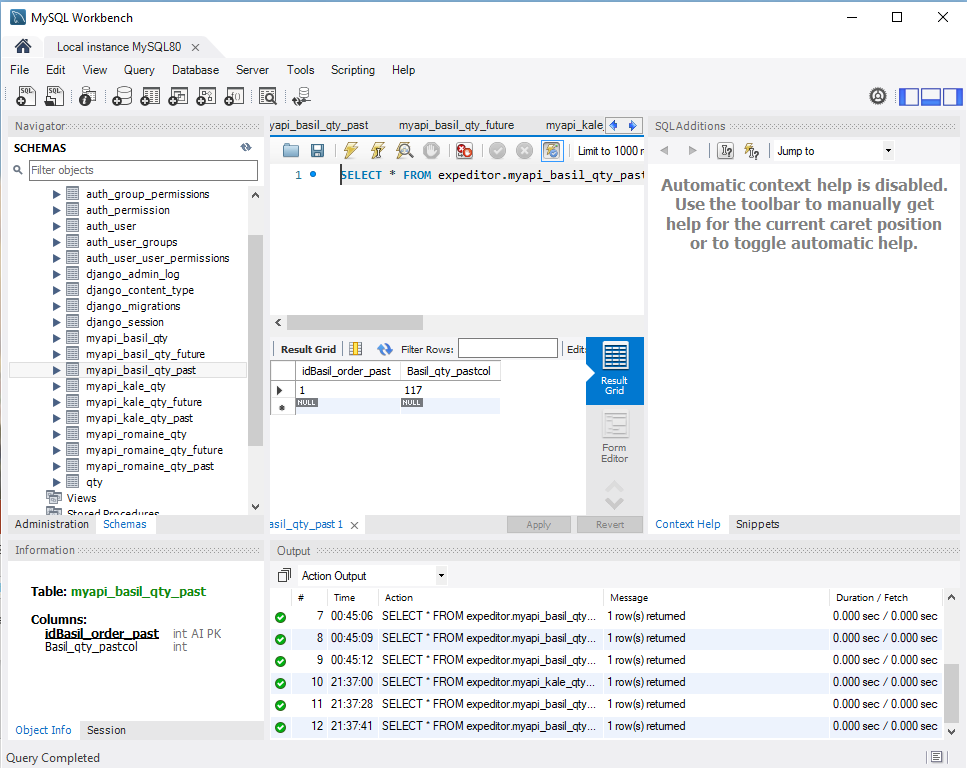 MySQL Workbench
Local instance MySQL80
File Edit View Query Database Server Tools Scripting Help
Navigator
SCHEMAS
Filter objects
auth_group_permissions
auth_permission
auth_user
auth_user_groups
auth_user_user_permissions
django_admin_log
django_content_type
django_migrations
django_session
myapi_basil_qty
myapi_basil_qty_future
myapi_basil_qty_past
myapi_kale_qty
myapi_kale_qty_future
myapi_kale_qty_past
myapi_romaine_qty
myapi_romaine_qty_future
myapi_romaine_qty_past
qty
Views
Stored Procedures
Administration Schemas
Information
Table: myapi_basil_qty_past
Columns:
idBasil_order_past int AI PK
Basil_qty_pastcol int
Object Info Session
Query Completed
yapi_basil_qty_past myapi_basil_qty_future myapi_kale
Limit to 1000 r
1 SELECT * FROM expeditor.myapi_basil_qty_past
Result Grid Filter Rows: Edit:
idBasil_order_past Basil_qty_pastcol
1 117
NULL NULL
Result
Grid
Form
Editor
asil_qty_past 1 Apply Revert
SQLAdditions
Jump to
Automatic context help is disabled.
Use the toolbar to manually get
help for the current caret position
or to toggle automatic help.
Context Help Snippets
Output
Action Output
# Time Action Message Duration / Fetch
7 00:45:06 SELECT * FROM expeditor.myapi_basil_qty... 1 row(s) returned 0.000 sec / 0.000 sec
8 00:45:09 SELECT * FROM expeditor.myapi_basil_qty... 1 row(s) returned 0.000 sec / 0.000 sec
9 00:45:12 SELECT * FROM expeditor.myapi_basil_qty... 1 row(s) returned 0.000 sec / 0.000 sec
10 21:37:00 SELECT * FROM expeditor.myapi_kale_qty... 1 row(s) returned 0.000 sec / 0.000 sec
11 21:37:28 SELECT * FROM expeditor.myapi_basil_qty... 1 row(s) returned 0.000 sec / 0.000 sec
12 21:37:41 SELECT * FROM expeditor.myapi_basil_qty... 1 row(s) returned 0.000 sec / 0.000 sec